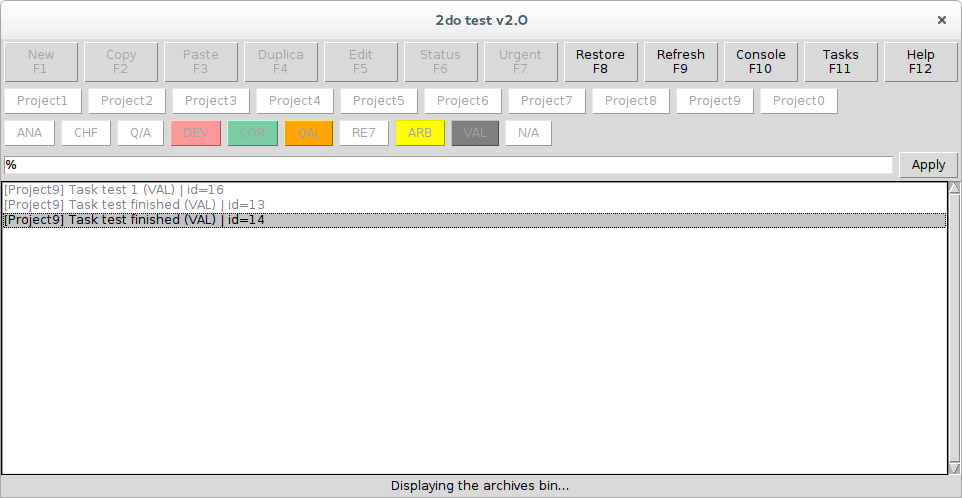 2do test v2.0
New Copy Paste Duplica Edit Status Urgent Restore Refresh Console Tasks Help
F1 F2 F3 F4 F5 F6 F7 F8 F9 F10 F11 F12
Project1 Project2 Project3 Project4 Project5 Project6 Project7 Project8 Project9 Project0
ANA CHF Q/A DEV COR QAL RE7 ARB VAL N/A
% Apply
[Project9] Task test 1 (VAL) | id=16
[Project9] Task test finished (VAL) | id=13
[Project9] Task test finished (VAL) | id=14
Displaying the archives bin...